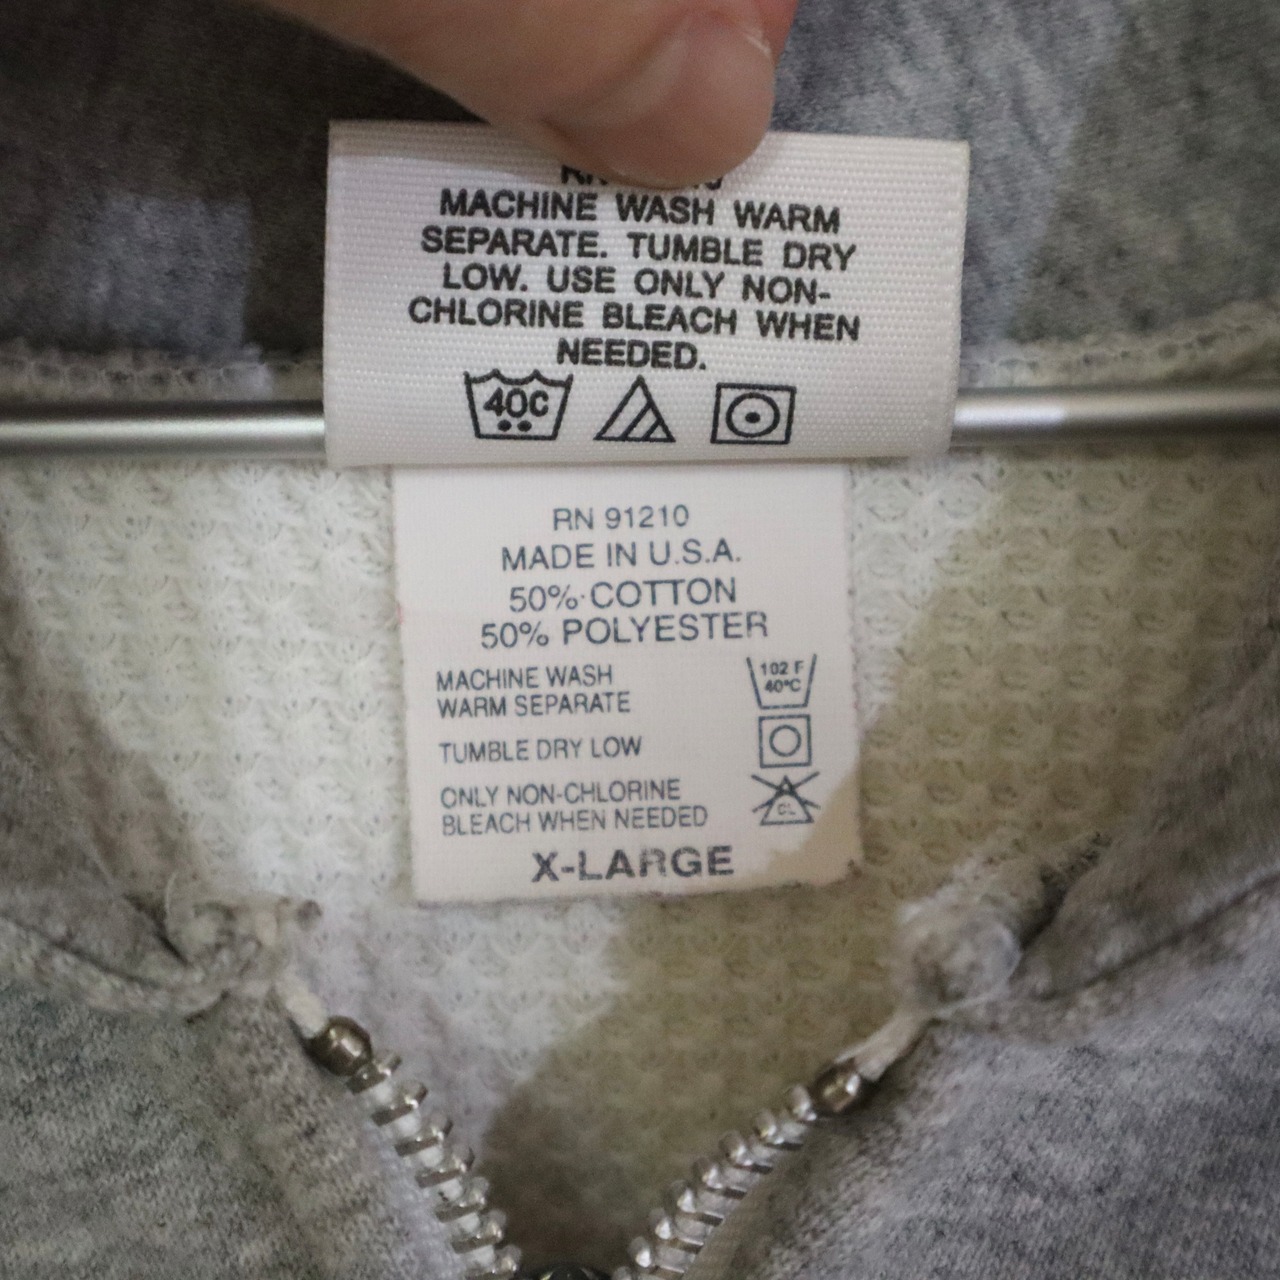 RN
MACHINE WASH WARM
SEPARATE. TUMBLE DRY
LOW. USE ONLY NON-
CHLORINE BLEACH WHEN
NEEDED.
40C
RN 91210
MADE IN U.S.A.
50% COTTON
50% POLYESTER
MACHINE WASH
WARM SEPARATE
102 F
40°C
TUMBLE DRY LOW
ONLY NON-CHLORINE
BLEACH WHEN NEEDED
CL
X-LARGE